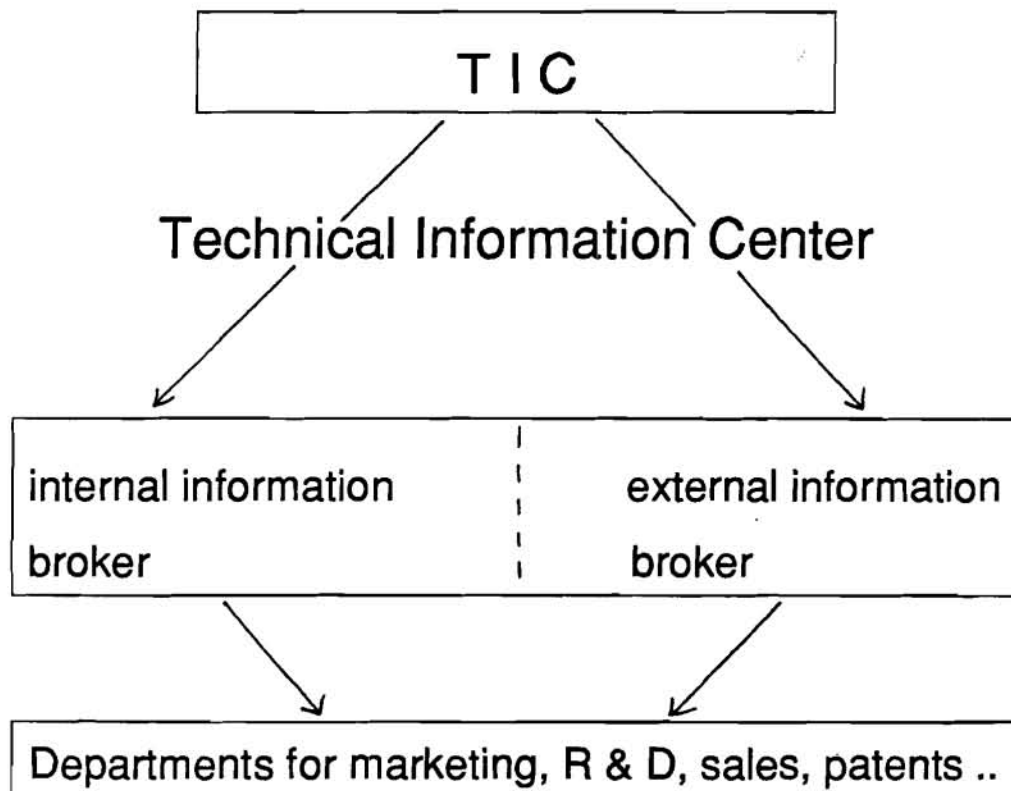 T I C
Technical Information Center
internal information
broker
external information
broker
Departments for marketing, R & D, sales, patents ..